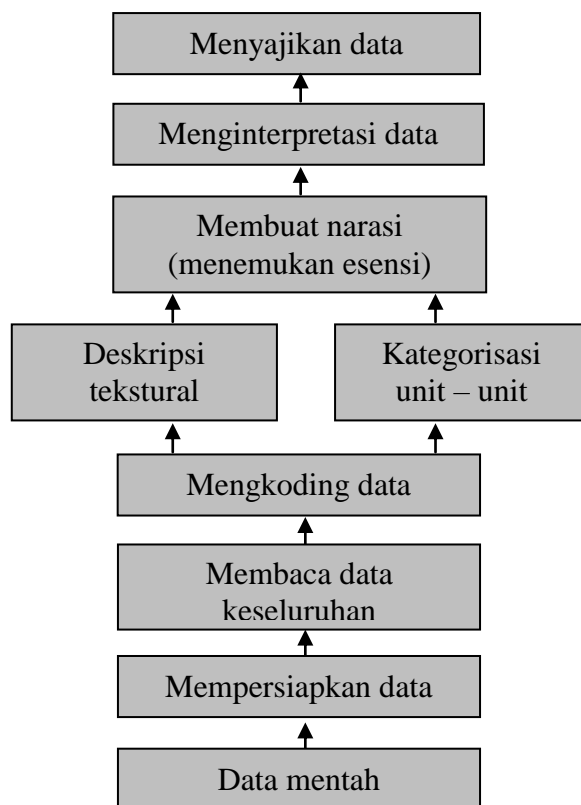 Menyajikan data
Menginterpretasi data
Membuat narasi
(menemukan esensi)
Deskripsi
tekstural
Kategorisasi
unit – unit
Mengkoding data
Membaca data
keseluruhan
Mempersiapkan data
Data mentah